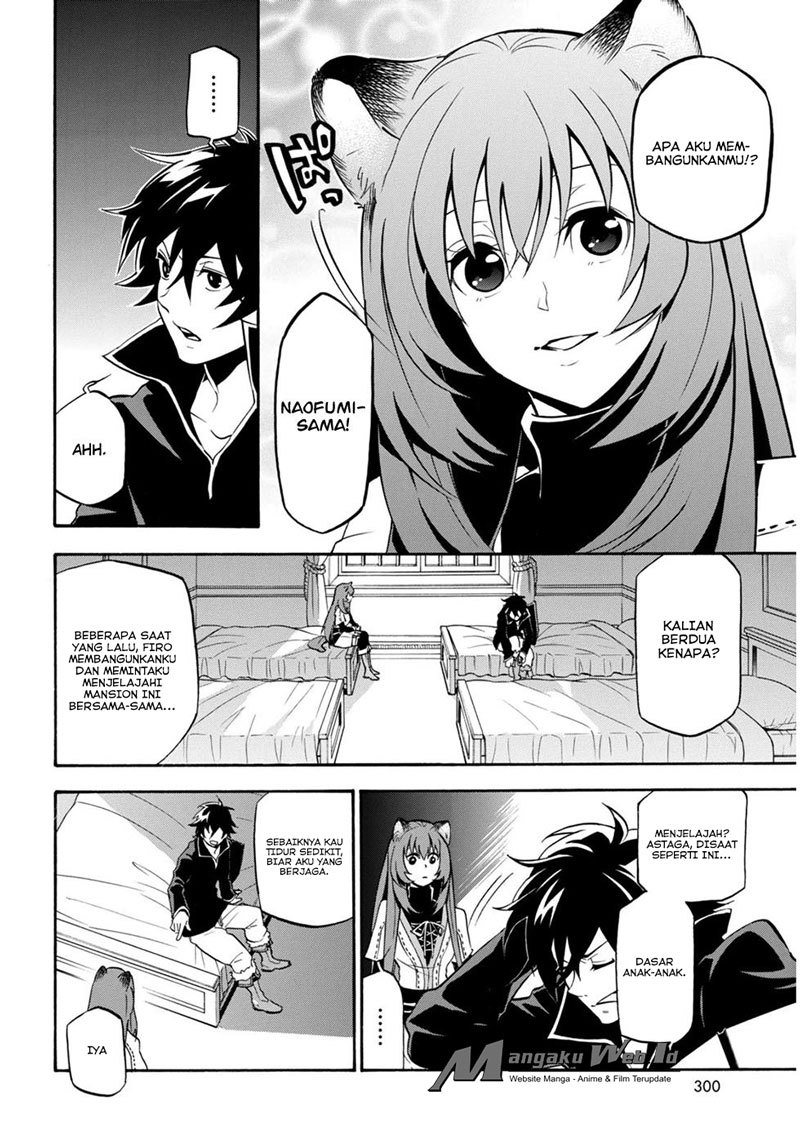 APA AKU MEM-
BANGUNKANMU!?
ぱっ
NAOFUMI-
SAMA!
......
AHH.
KALIAN
BERDUA
KENAPA?
BEBERAPA SAAT
YANG LALU, FIRO
MEMBANGUNKANKU
DAN MEMINTAKU
MENJELAJAHI
MANSION INI
BERSAMA-SAMA...
MENJELAJAH?
ASTAGA, DISAAT
SEPERTI INI...
DASAR
ANAK-ANAK.
......
SEBAIKNYA KAU
TIDUR SEDIKIT,
BIAR AKU YANG
BERJAGA.
IYA
Mangaku Web Id
Website Manga - Anime & Film Terupdate
300